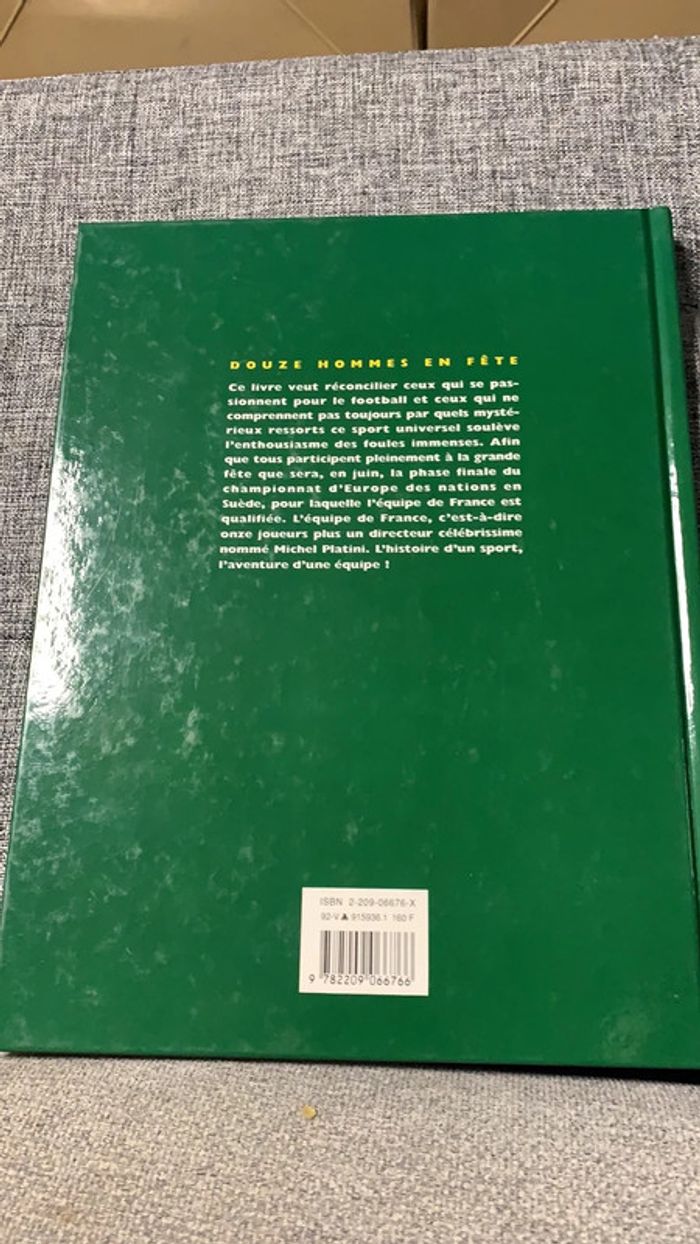 DOUZE HOMMES EN FÊTE
Ce livre veut réconcilier ceux qui se pas-
sionnent pour le football et ceux qui ne
comprennent pas toujours par quels mysté-
rieux ressorts ce sport universel soulève
l'enthousiasme des foules immenses. Afin
que tous participent pleinement à la grande
fête que sera, en juin, la phase finale du
championnat d'Europe des nations en
Suède, pour laquelle l'équipe de France est
qualifiée. L'équipe de France, c'est-à-dire
onze joueurs plus un directeur célébrissime
nommé Michel Platini. L'histoire d'un sport,
l'aventure d'une équipe !
ISBN 2-209-06676-X
92-V ▲ 915936.1 160 F
9 782209 066766